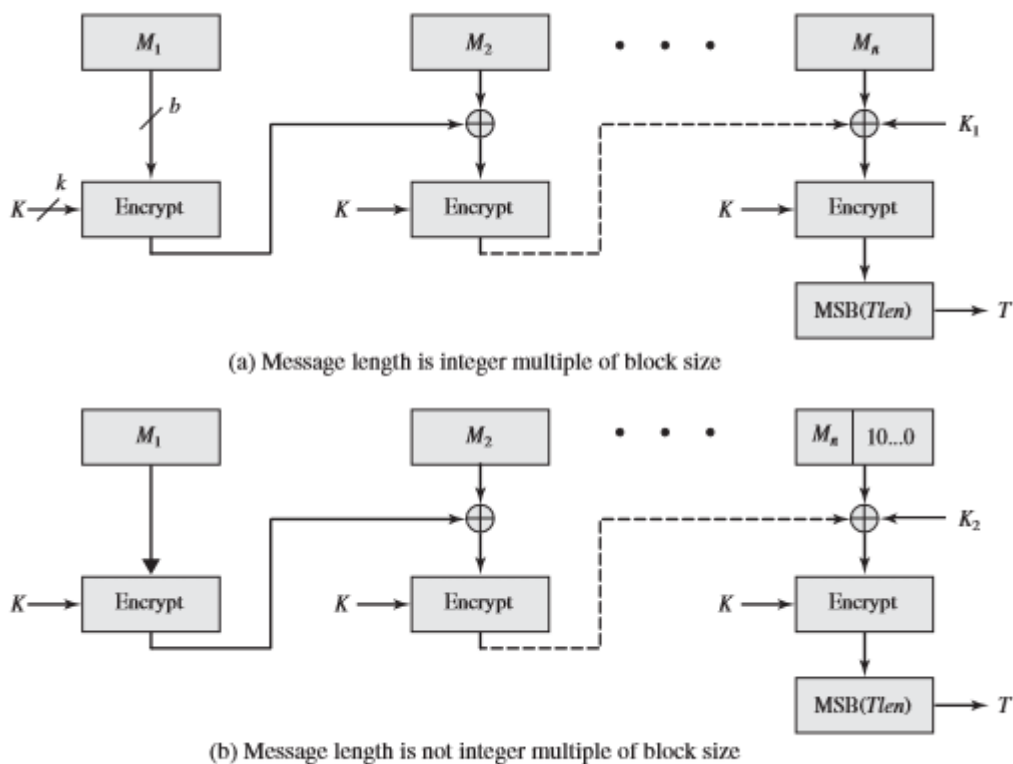 M₁ M₂ • • • Mₙ
b
K₁
k
K Encrypt K Encrypt K Encrypt
MSB(Tlen) T
(a) Message length is integer multiple of block size
M₁ M₂ • • • Mₙ 10...0
K₂
K Encrypt K Encrypt K Encrypt
MSB(Tlen) T
(b) Message length is not integer multiple of block size